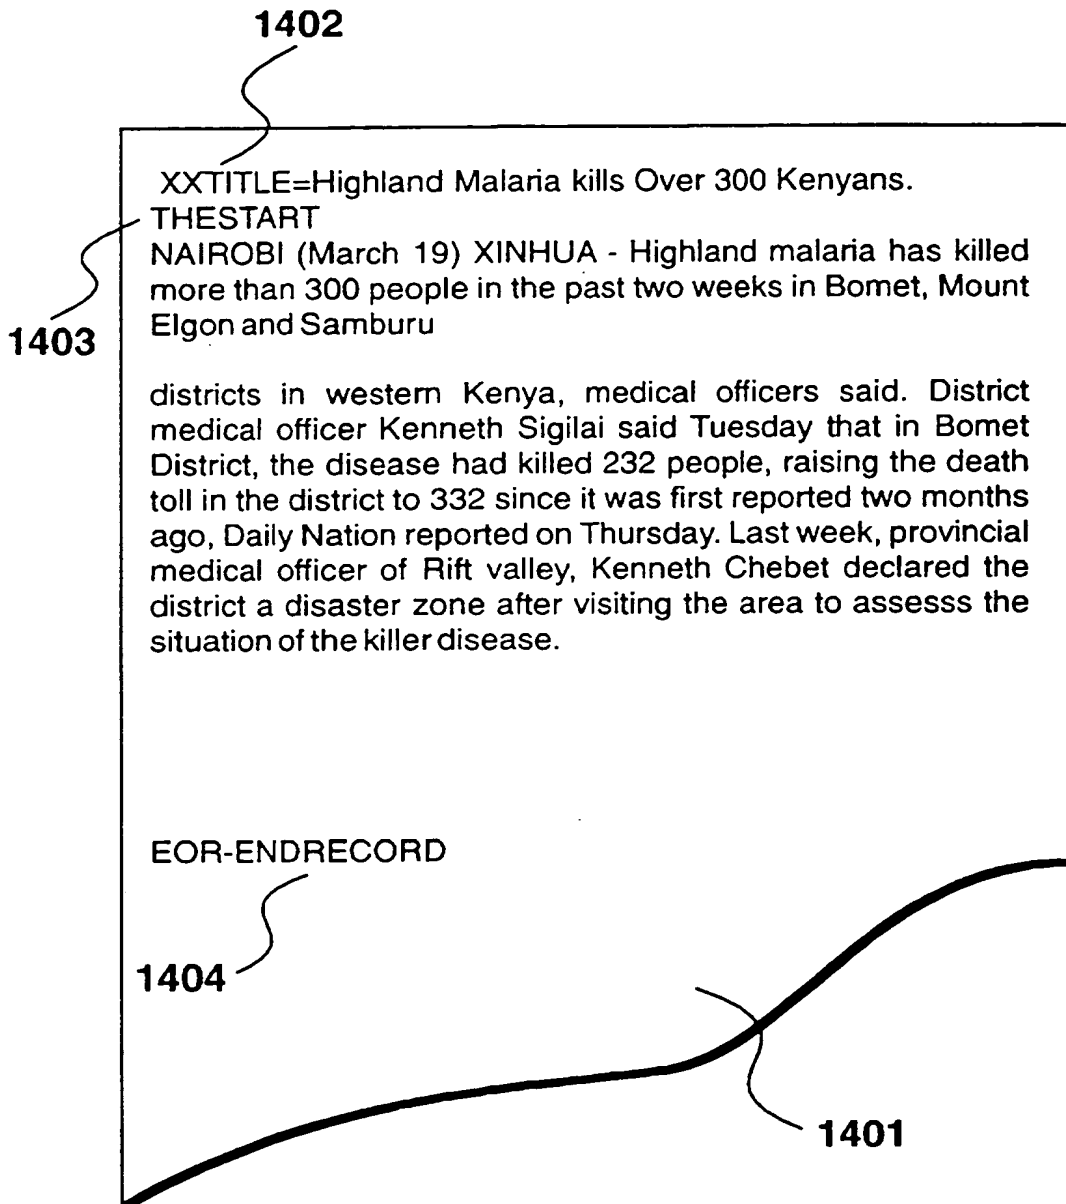 1402
XXTITLE=Highland Malaria kills Over 300 Kenyans.
THESTART
NAIROBI (March 19) XINHUA - Highland malaria has killed
more than 300 people in the past two weeks in Bomet, Mount
Elgon and Samburu
1403
districts in western Kenya, medical officers said. District
medical officer Kenneth Sigilai said Tuesday that in Bomet
District, the disease had killed 232 people, raising the death
toll in the district to 332 since it was first reported two months
ago, Daily Nation reported on Thursday. Last week, provincial
medical officer of Rift valley, Kenneth Chebet declared the
district a disaster zone after visiting the area to assesss the
situation of the killer disease.
EOR-ENDRECORD
1404
1401